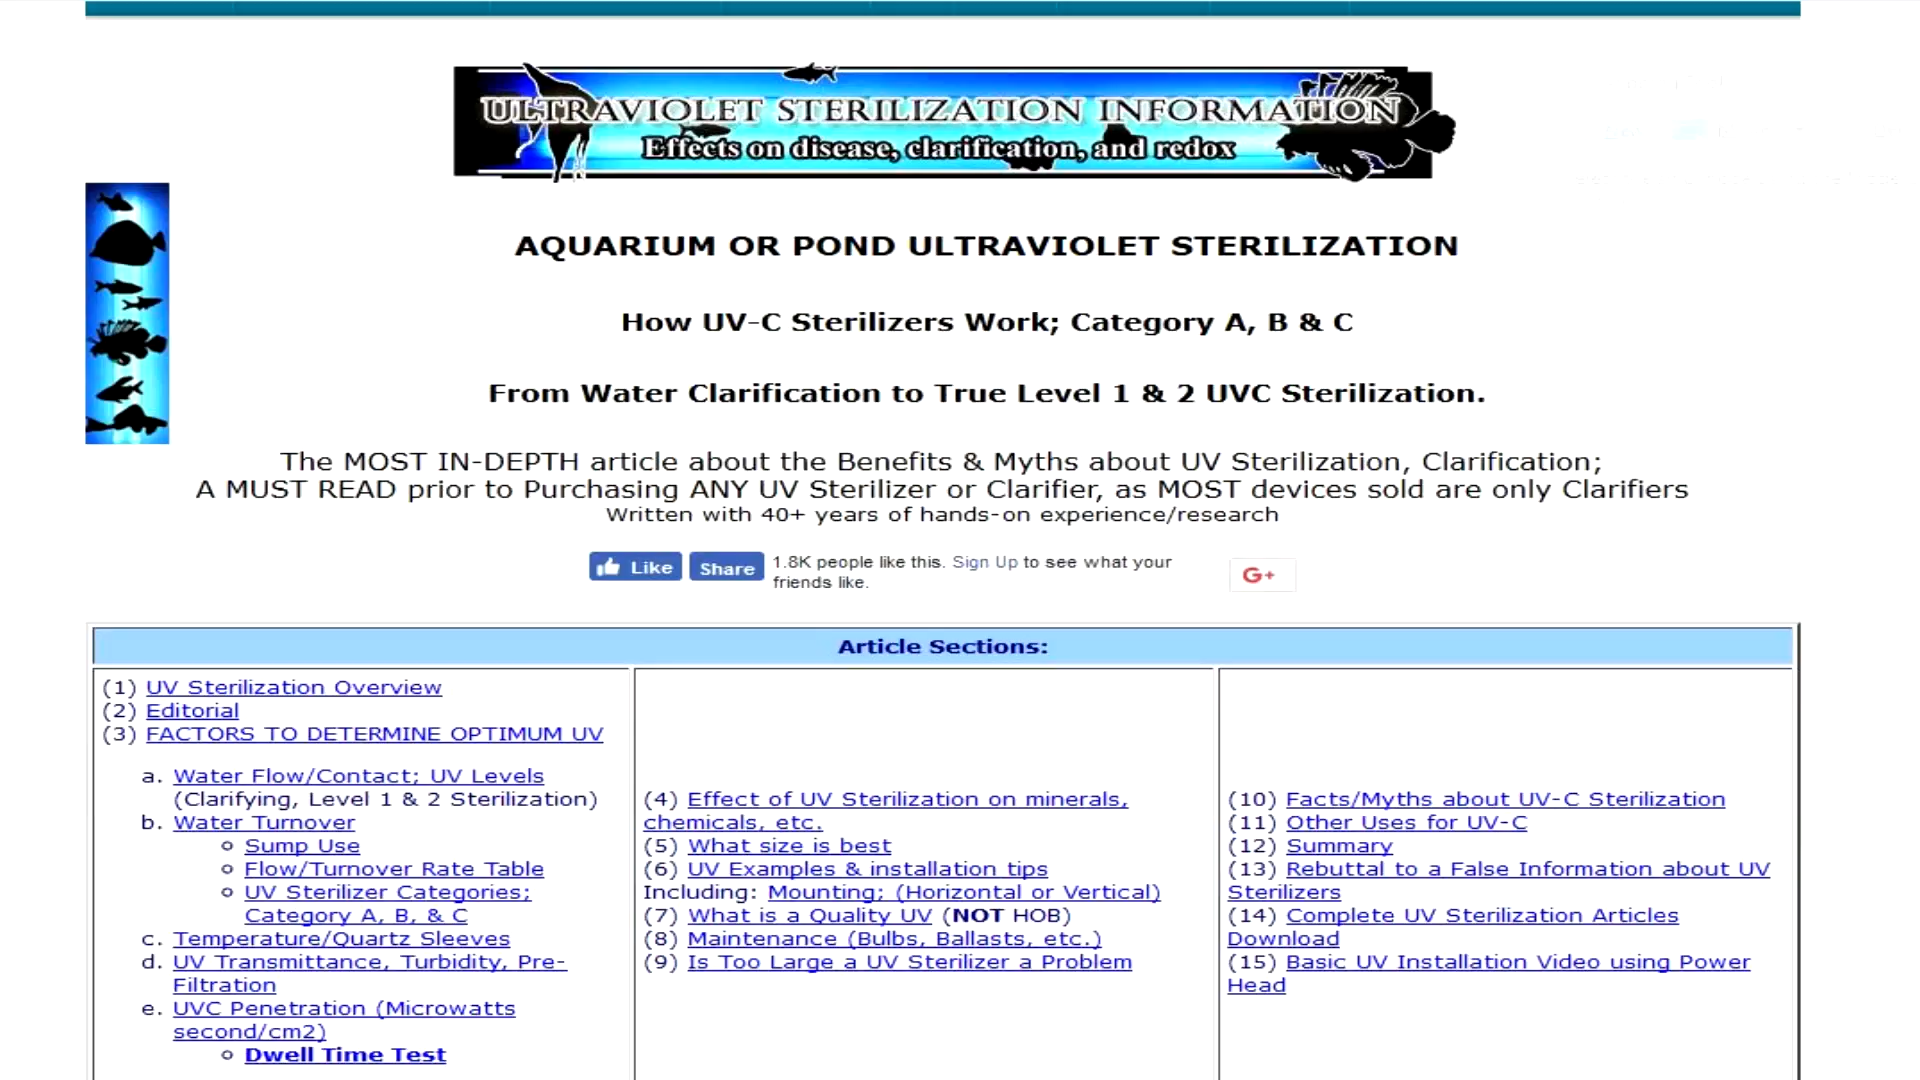 ULTRAVIOLET STERILIZATION INFORMATION
Effects on disease, clarification, and redox
AQUARIUM OR POND ULTRAVIOLET STERILIZATION
How UV-C Sterilizers Work; Category A, B & C
From Water Clarification to True Level 1 & 2 UVC Sterilization.
The MOST IN-DEPTH article about the Benefits & Myths about UV Sterilization, Clarification;
A MUST READ prior to Purchasing ANY UV Sterilizer or Clarifier, as MOST devices sold are only Clarifiers
Written with 40+ years of hands-on experience/research
Like Share 1.8K people like this. Sign Up to see what your
friends like.
G+
Article Sections:
(1) UV Sterilization Overview
(2) Editorial
(3) FACTORS TO DETERMINE OPTIMUM UV
a. Water Flow/Contact; UV Levels
(Clarifying, Level 1 & 2 Sterilization)
b. Water Turnover
Sump Use
Flow/Turnover Rate Table
UV Sterilizer Categories;
Category A, B, & C
c. Temperature/Quartz Sleeves
d. UV Transmittance, Turbidity, Pre-
Filtration
e. UVC Penetration (Microwatts
second/cm2)
Dwell Time Test
(4) Effect of UV Sterilization on minerals,
chemicals, etc.
(5) What size is best
(6) UV Examples & installation tips
Including: Mounting; (Horizontal or Vertical)
(7) What is a Quality UV (NOT HOB)
(8) Maintenance (Bulbs, Ballasts, etc.)
(9) Is Too Large a UV Sterilizer a Problem
(10) Facts/Myths about UV-C Sterilization
(11) Other Uses for UV-C
(12) Summary
(13) Rebuttal to a False Information about UV
Sterilizers
(14) Complete UV Sterilization Articles
Download
(15) Basic UV Installation Video using Power
Head